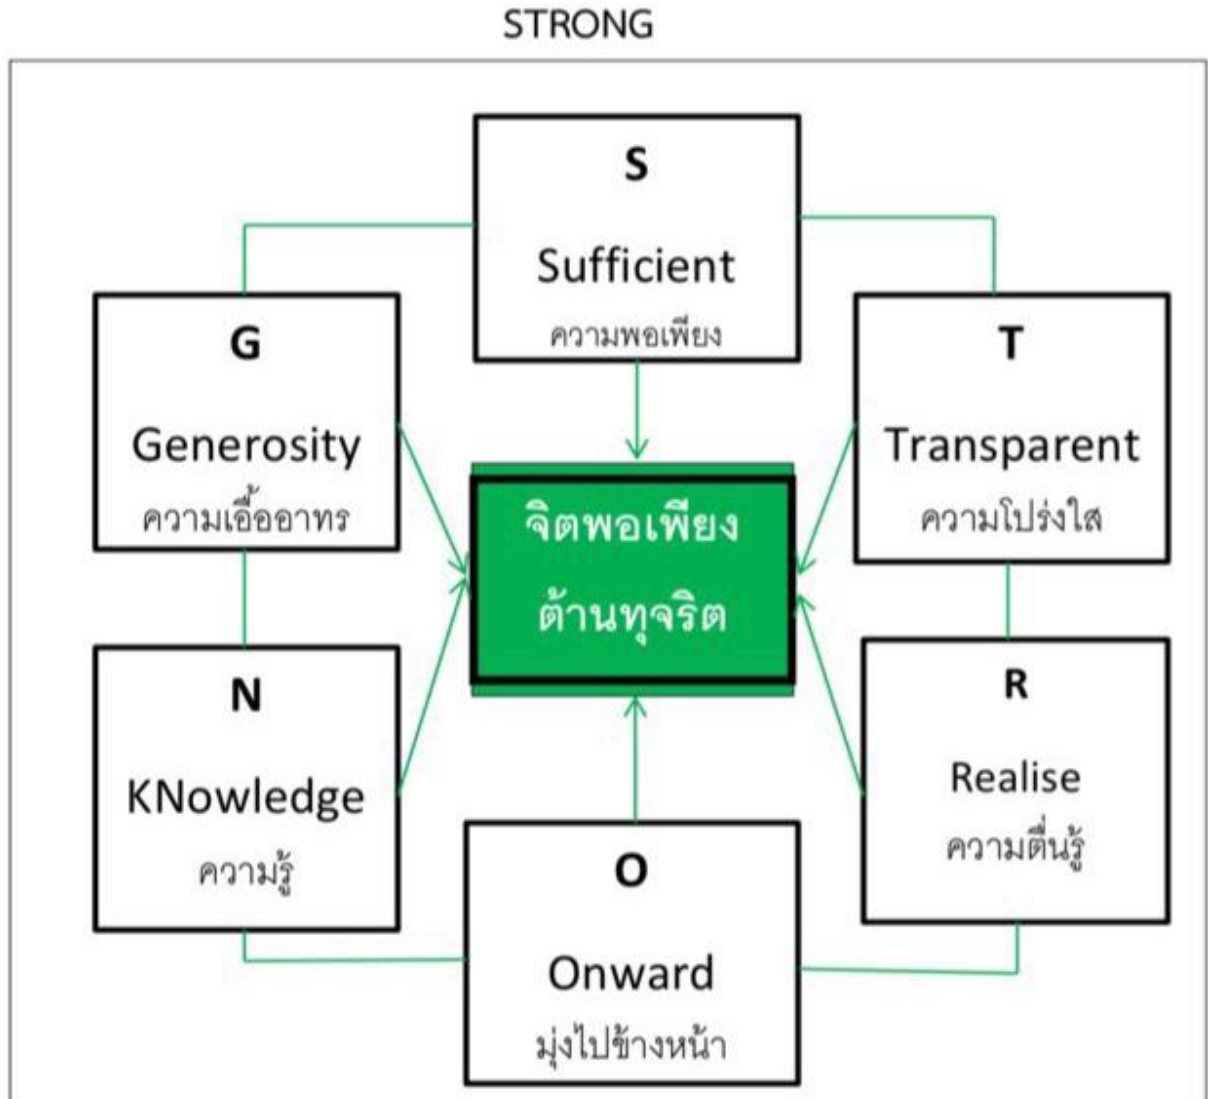 STRONG
S
Sufficient
ความพอเพียง
T
Transparent
ความโปร่งใส
R
Realise
ความตื่นรู้
O
Onward
มุ่งไปข้างหน้า
N
KNowledge
ความรู้
G
Generosity
ความเอื้ออาทร
จิตพอเพียง
ต้านทุจริต